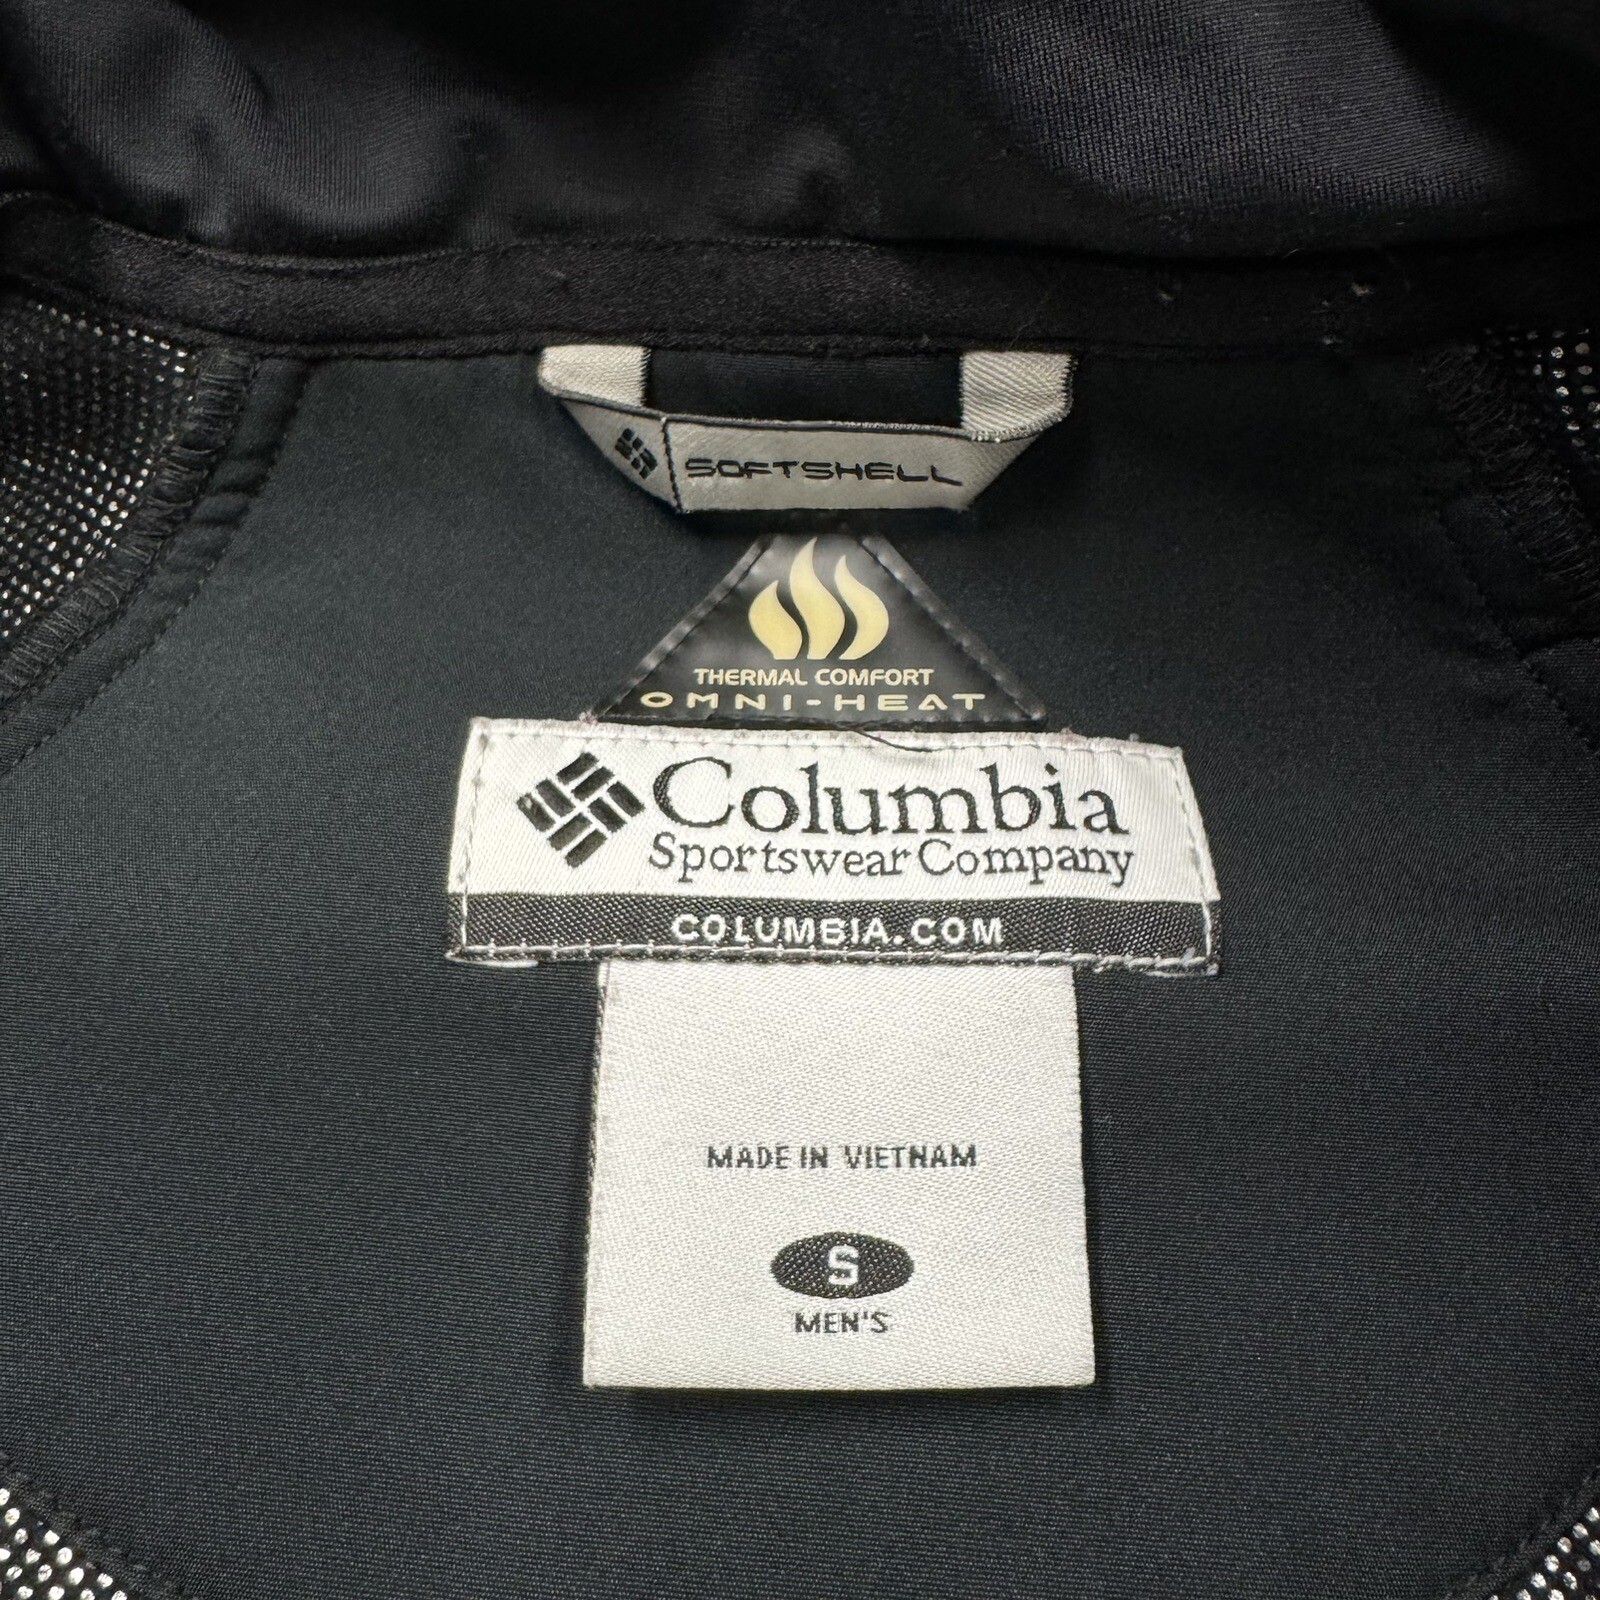 SOFTSHELL
THERMAL COMFORT
OMNI-HEAT
Columbia
Sportswear Company
COLUMBIA.COM
MADE IN VIETNAM
S
MEN'S